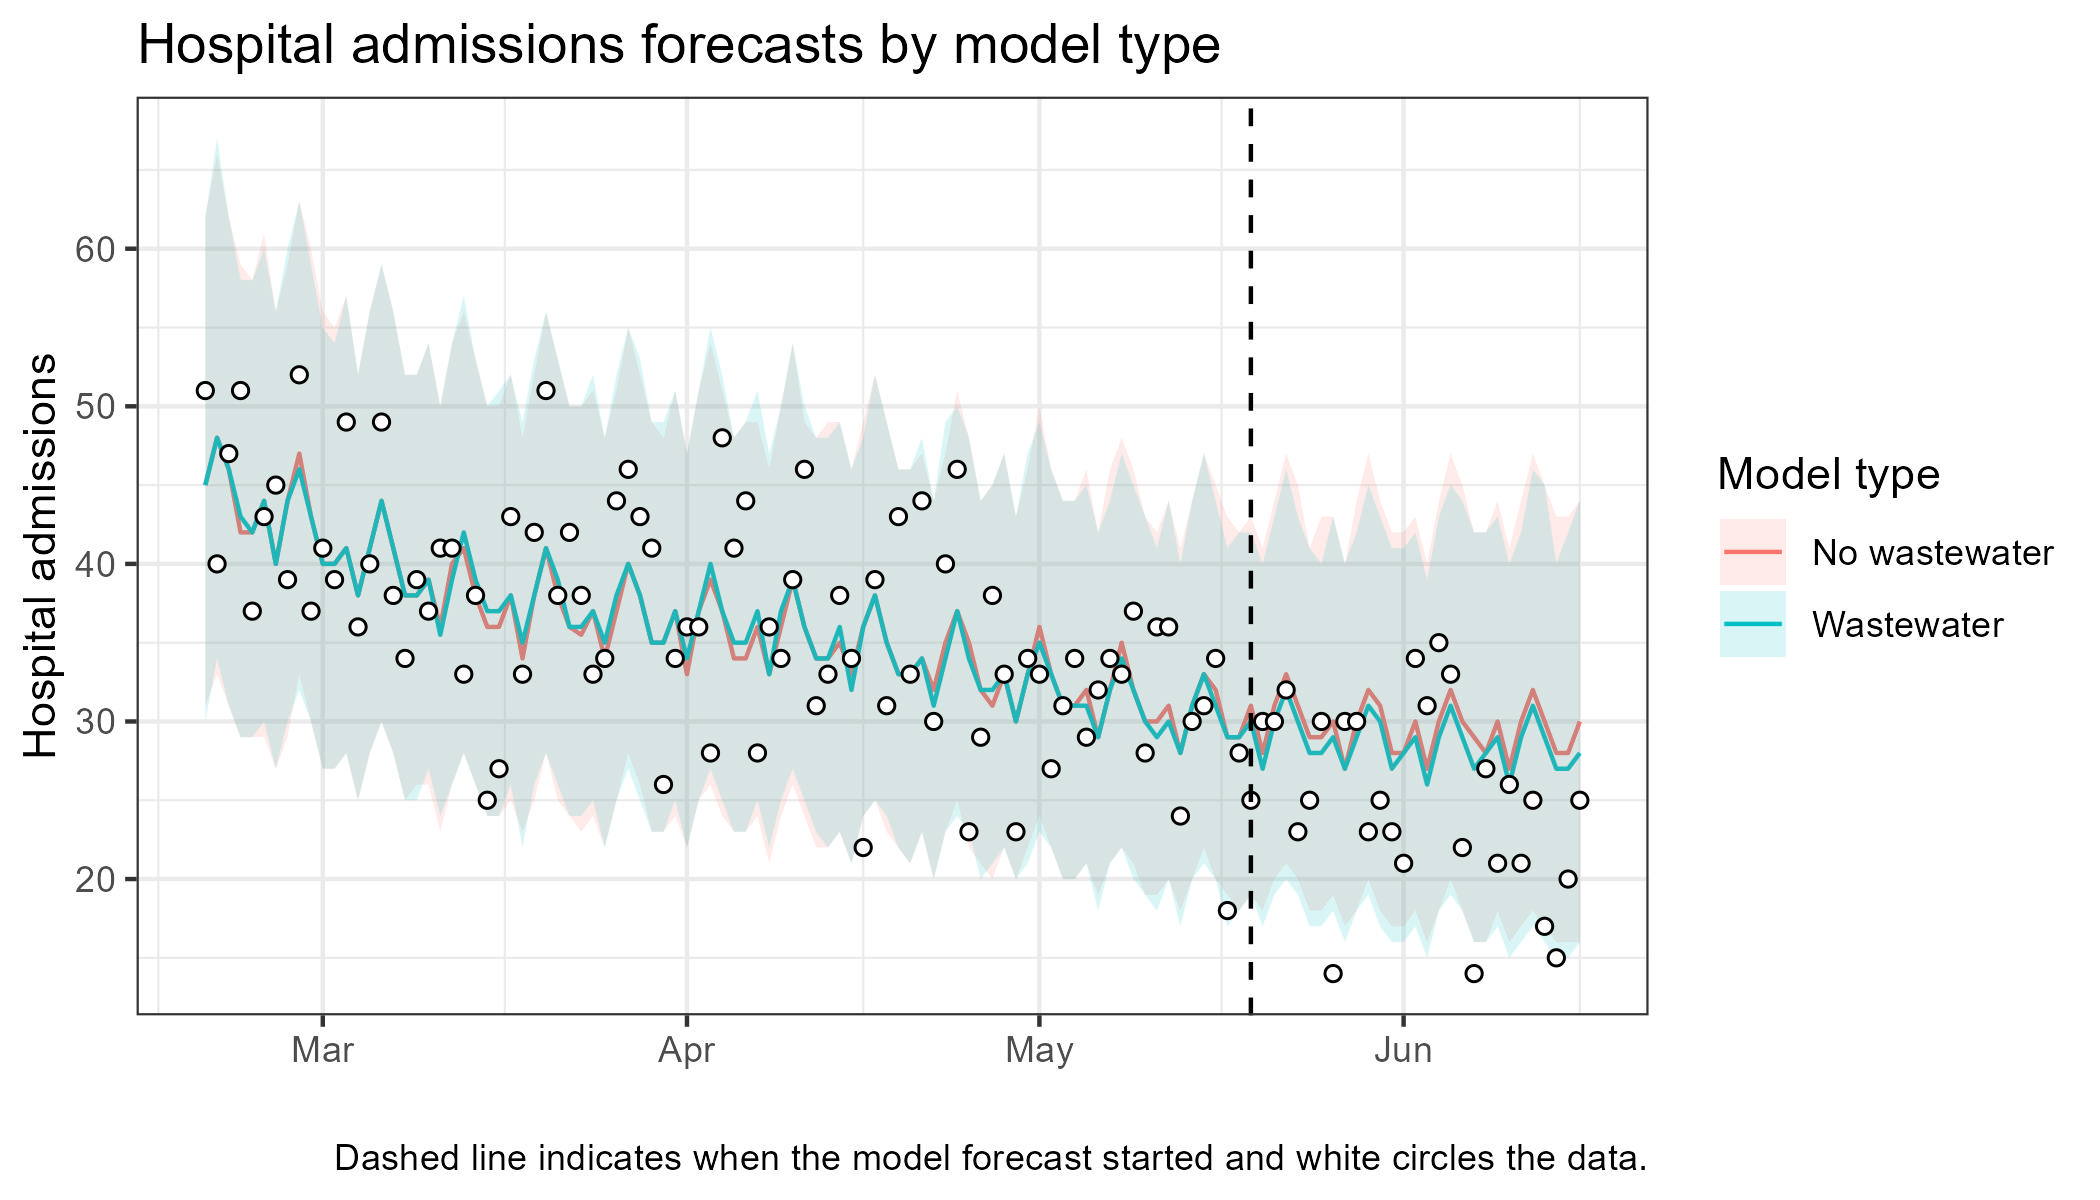 Hospital admissions forecasts by model type
Hospital admissions
60
50
40
30
20
Mar
Apr
May
Jun
Model type
No wastewater
Wastewater
Dashed line indicates when the model forecast started and white circles the data.